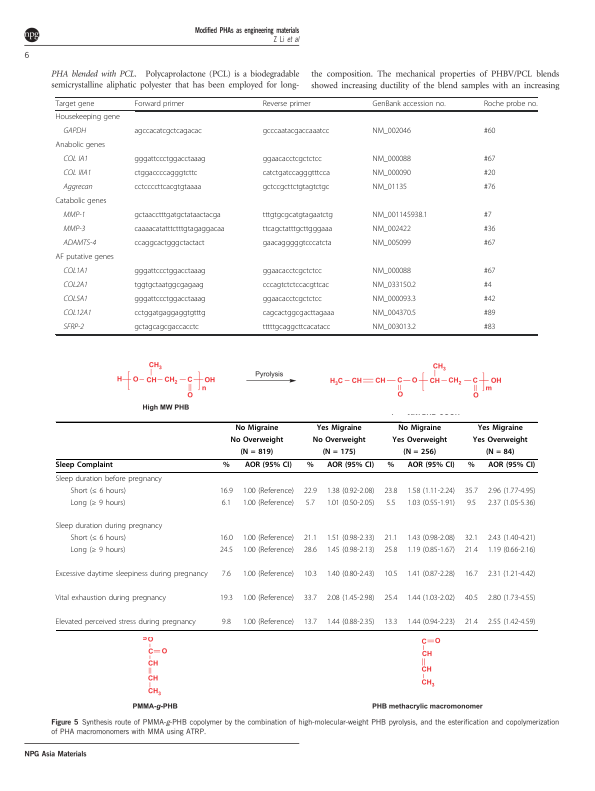 npg
Modified PHAs as engineering materials
Z Li et al
6
PHA blended with PCL. Polycaprolactone (PCL) is a biodegradable
semicrystalline aliphatic polyester that has been employed for long-
the composition. The mechanical properties of PHBV/PCL blends
showed increasing ductility of the blend samples with an increasing
Target gene Forward primer Reverse primer GenBank accession no. Roche probe no.
Housekeeping gene
GAPDH agccacatcgctcagacac gcccaatacgaccaaatcc NM_002046 #60
Anabolic genes
COL IA1 gggattccctggacctaaag ggaacacctcgctctcc NM_000088 #67
COL IIIA1 ctggaccccagggtcttc catctgatccagggtttcca NM_000090 #20
Aggrecan cctccccttcacgtgtaaaa gctccgcttctgtagtctgc NM_01135 #76
Catabolic genes
MMP-1 gctaacctttgatgctataactacga tttgtgcgcatgtagaatctg NM_001145938.1 #7
MMP-3 caaaacatatttctttgtagaggacaa ttcagctatttgcttgggaaa NM_002422 #36
ADAMTS-4 ccaggcactgggctactact gaacagggggtcccatcta NM_005099 #67
AF putative genes
COL1A1 gggattccctggacctaaag ggaacacctcgctctcc NM_000088 #67
COL2A1 tggtgctaatggcgagaag cccagtctctccacgttcac NM_033150.2 #4
COL5A1 gggattccctggacctaaag ggaacacctcgctctcc NM_000093.3 #42
COL12A1 cctggatgaggaggtgtttg cagcactggcgacttagaaa NM_004370.5 #89
SFRP-2 gctagcagcgaccacctc tttttgcaggcttcacatacc NM_003013.2 #83
CH3 CH3
H O CH CH2 C OH Pyrolysis H3C CH CH C O CH CH2 C OH
O n O O m
High MW PHB
No Migraine Yes Migraine No Migraine Yes Migraine
No Overweight No Overweight Yes Overweight Yes Overweight
(N = 819) (N = 175) (N = 256) (N = 84)
Sleep Complaint % AOR (95% CI) % AOR (95% CI) % AOR (95% CI) % AOR (95% CI)
Sleep duration before pregnancy
Short (≤ 6 hours) 16.9 1.00 (Reference) 22.9 1.38 (0.92-2.08) 23.8 1.58 (1.11-2.24) 35.7 2.96 (1.77-4.95)
Long (≥ 9 hours) 6.1 1.00 (Reference) 5.7 1.01 (0.50-2.05) 5.5 1.03 (0.55-1.91) 9.5 2.37 (1.05-5.36)
Sleep duration during pregnancy
Short (≤ 6 hours) 16.0 1.00 (Reference) 21.1 1.51 (0.98-2.33) 21.1 1.43 (0.98-2.08) 32.1 2.43 (1.40-4.21)
Long (≥ 9 hours) 24.5 1.00 (Reference) 28.6 1.45 (0.98-2.13) 25.8 1.19 (0.85-1.67) 21.4 1.19 (0.66-2.16)
Excessive daytime sleepiness during pregnancy 7.6 1.00 (Reference) 10.3 1.40 (0.80-2.43) 10.5 1.41 (0.87-2.28) 16.7 2.31 (1.21-4.42)
Vital exhaustion during pregnancy 19.3 1.00 (Reference) 33.7 2.08 (1.45-2.98) 25.4 1.44 (1.03-2.02) 40.5 2.80 (1.73-4.55)
Elevated perceived stress during pregnancy 9.8 1.00 (Reference) 13.7 1.44 (0.88-2.35) 13.3 1.44 (0.94-2.23) 21.4 2.55 (1.42-4.59)
C=O C=O
CH CH
CH CH
CH3 CH3
PMMA-g-PHB PHB methacrylic macromonomer
Figure 5 Synthesis route of PMMA-g-PHB copolymer by the combination of high-molecular-weight PHB pyrolysis, and the esterification and copolymerization
of PHA macromonomers with MMA using ATRP.
NPG Asia Materials